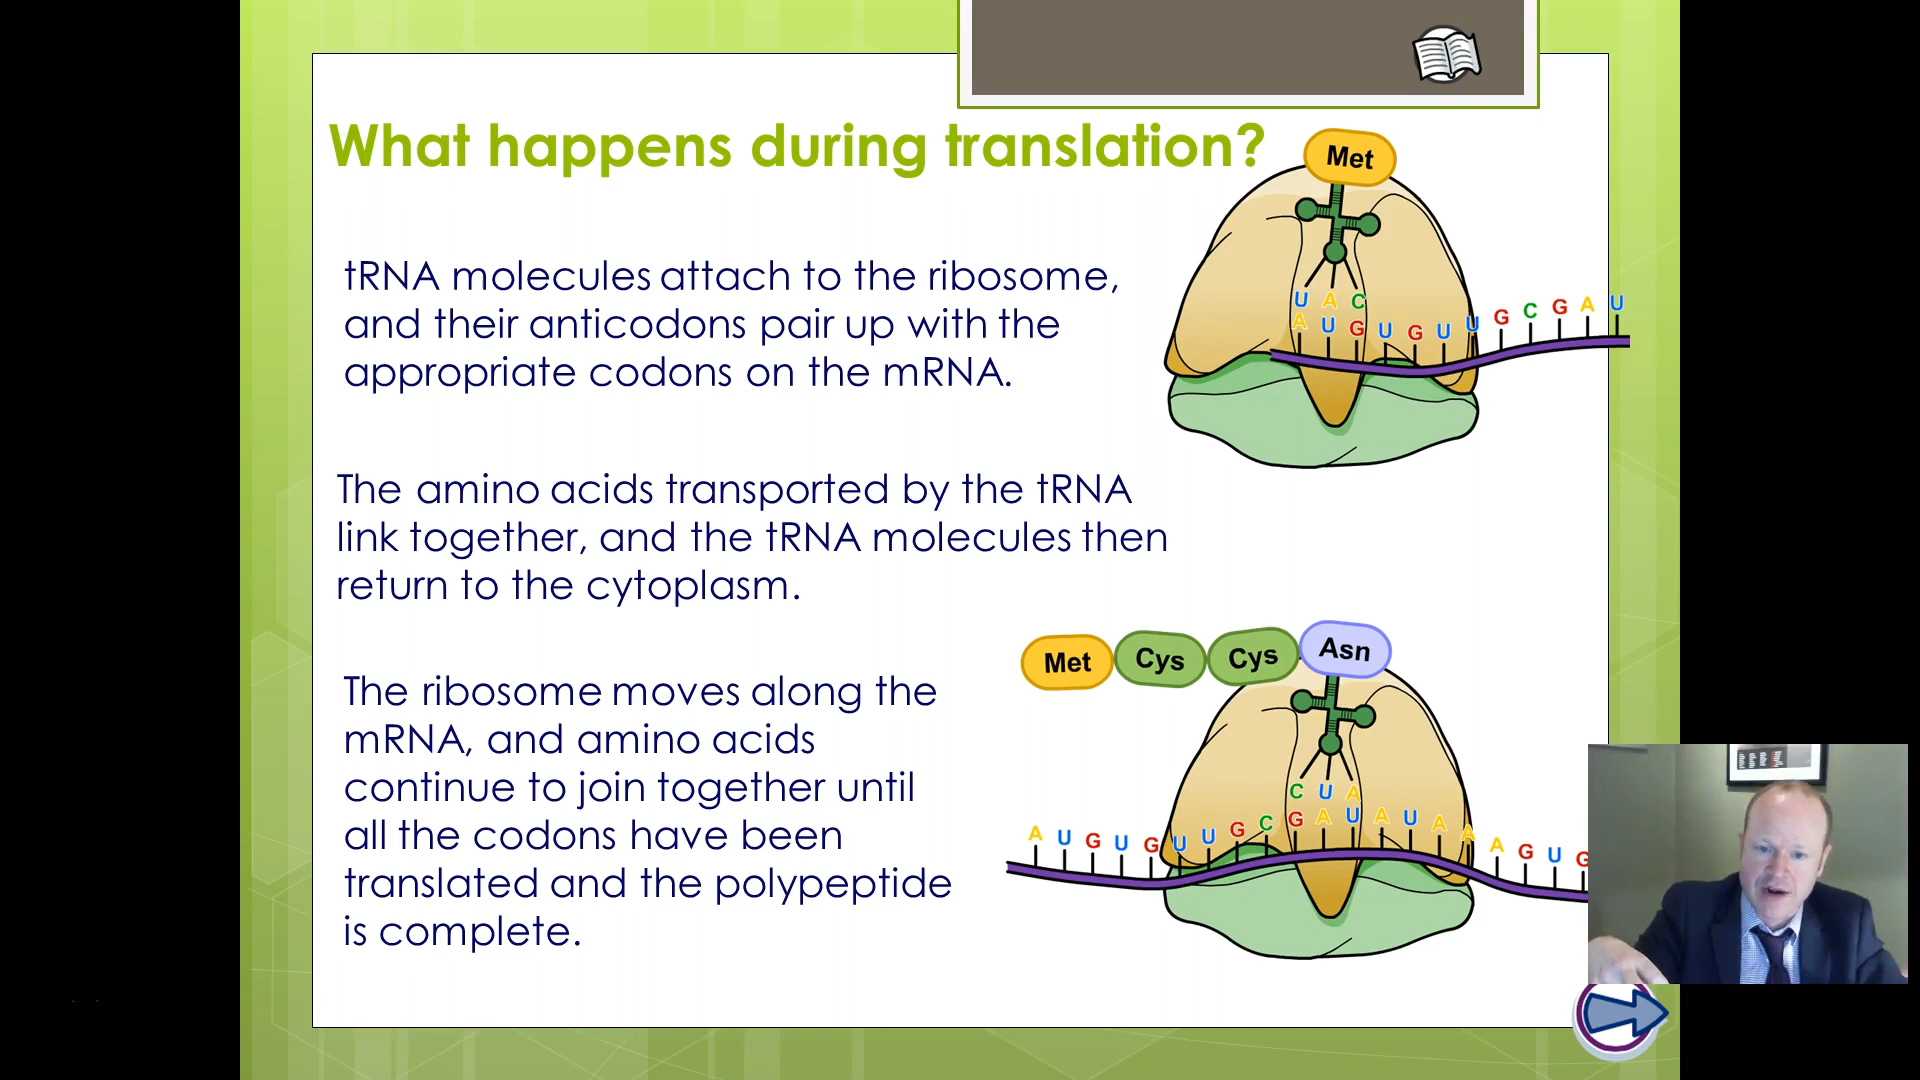 What happens during translation?
Met
tRNA molecules attach to the ribosome,
and their anticodons pair up with the
appropriate codons on the mRNA.
U A C
A U G U G U U G C G A U
The amino acids transported by the tRNA
link together, and the tRNA molecules then
return to the cytoplasm.
Met Cys Cys Asn
The ribosome moves along the
mRNA, and amino acids
continue to join together until
all the codons have been
translated and the polypeptide
is complete.
C U A
A U G U G U U G C G A U A U A A A G U G